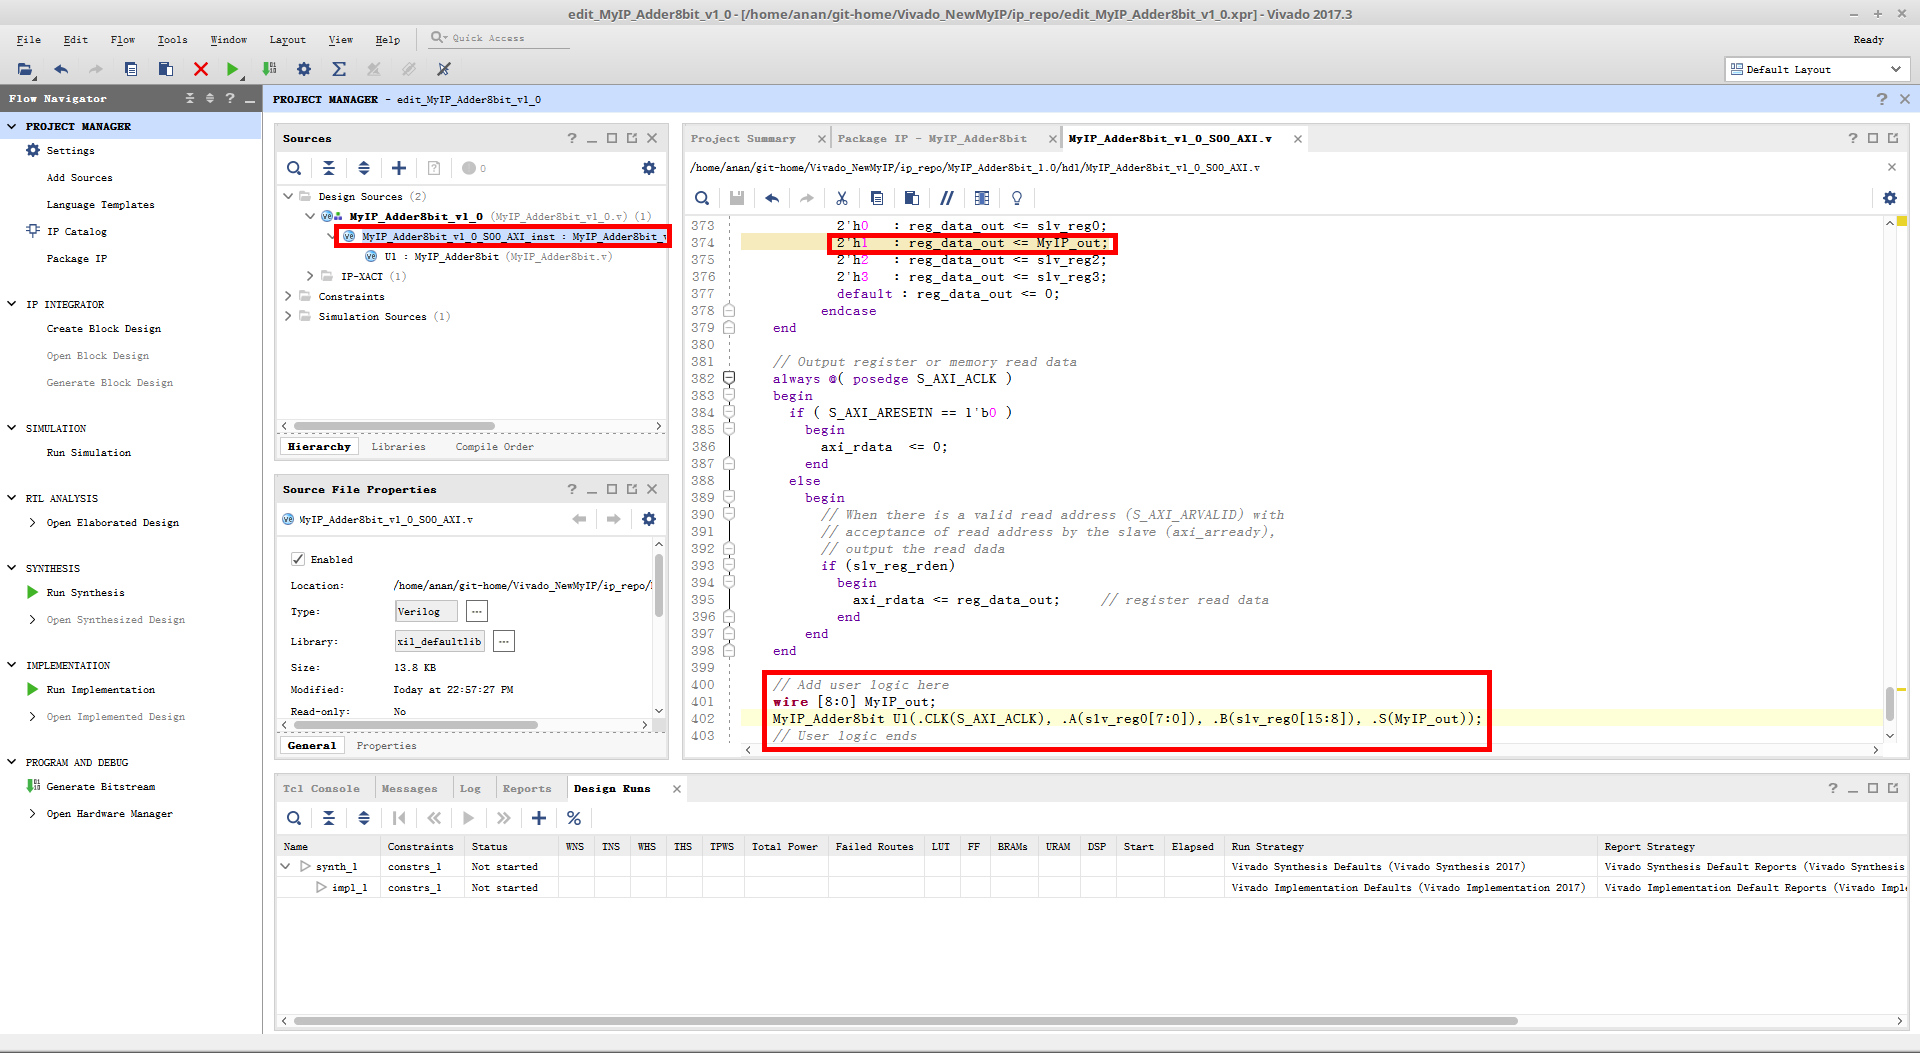 edit_MyIP_Adder8bit_v1_0 - [/home/anan/git-home/Vivado_NewMyIP/ip_repo/edit_MyIP_Adder8bit_v1_0.xpr] - Vivado 2017.3
File Edit Flow Tools Window Layout View Help Quick Access Ready
Default Layout
Flow Navigator
PROJECT MANAGER
Settings
Add Sources
Language Templates
IP Catalog
Package IP
IP INTEGRATOR
Create Block Design
Open Block Design
Generate Block Design
SIMULATION
Run Simulation
RTL ANALYSIS
Open Elaborated Design
SYNTHESIS
Run Synthesis
Open Synthesized Design
IMPLEMENTATION
Run Implementation
Open Implemented Design
PROGRAM AND DEBUG
Generate Bitstream
Open Hardware Manager
PROJECT MANAGER - edit_MyIP_Adder8bit_v1_0
Sources
0
Design Sources (2)
MyIP_Adder8bit_v1_0 (MyIP_Adder8bit_v1_0.v) (1)
MyIP_Adder8bit_v1_0_S00_AXI_inst : MyIP_Adder8bit_v
U1 : MyIP_Adder8bit (MyIP_Adder8bit.v)
IP-XACT (1)
Constraints
Simulation Sources (1)
Hierarchy Libraries Compile Order
Source File Properties
MyIP_Adder8bit_v1_0_S00_AXI.v
Enabled
Location: /home/anan/git-home/Vivado_NewMyIP/ip_repo/
Type: Verilog
Library: xil_defaultlib
Size: 13.8 KB
Modified: Today at 22:57:27 PM
Read-only: No
General Properties
Project Summary Package IP - MyIP_Adder8bit MyIP_Adder8bit_v1_0_S00_AXI.v
/home/anan/git-home/Vivado_NewMyIP/ip_repo/MyIP_Adder8bit_1.0/hdl/MyIP_Adder8bit_v1_0_S00_AXI.v
373 2'h0 : reg_data_out <= slv_reg0;
374 2'h1 : reg_data_out <= MyIP_out;
375 2'h2 : reg_data_out <= slv_reg2;
376 2'h3 : reg_data_out <= slv_reg3;
377 default : reg_data_out <= 0;
378 endcase
379 end
380
381 // Output register or memory read data
382 always @( posedge S_AXI_ACLK )
383 begin
384 if ( S_AXI_ARESETN == 1'b0 )
385 begin
386 axi_rdata <= 0;
387 end
388 else
389 begin
390 // When there is a valid read address (S_AXI_ARVALID) with
391 // acceptance of read address by the slave (axi_arready),
392 // output the read dada
393 if (slv_reg_rden)
394 begin
395 axi_rdata <= reg_data_out; // register read data
396 end
397 end
398 end
399
400 // Add user logic here
401 wire [8:0] MyIP_out;
402 MyIP_Adder8bit U1(.CLK(S_AXI_ACLK), .A(slv_reg0[7:0]), .B(slv_reg0[15:8]), .S(MyIP_out));
403 // User logic ends
Tcl Console Messages Log Reports Design Runs
Name Constraints Status WNS TNS WHS THS TPWS Total Power Failed Routes LUT FF BRAMs URAM DSP Start Elapsed Run Strategy Report Strategy
synth_1 constrs_1 Not started Vivado Synthesis Defaults (Vivado Synthesis 2017) Vivado Synthesis Default Reports (Vivado Synthesis
impl_1 constrs_1 Not started Vivado Implementation Defaults (Vivado Implementation 2017) Vivado Implementation Default Reports (Vivado Impl